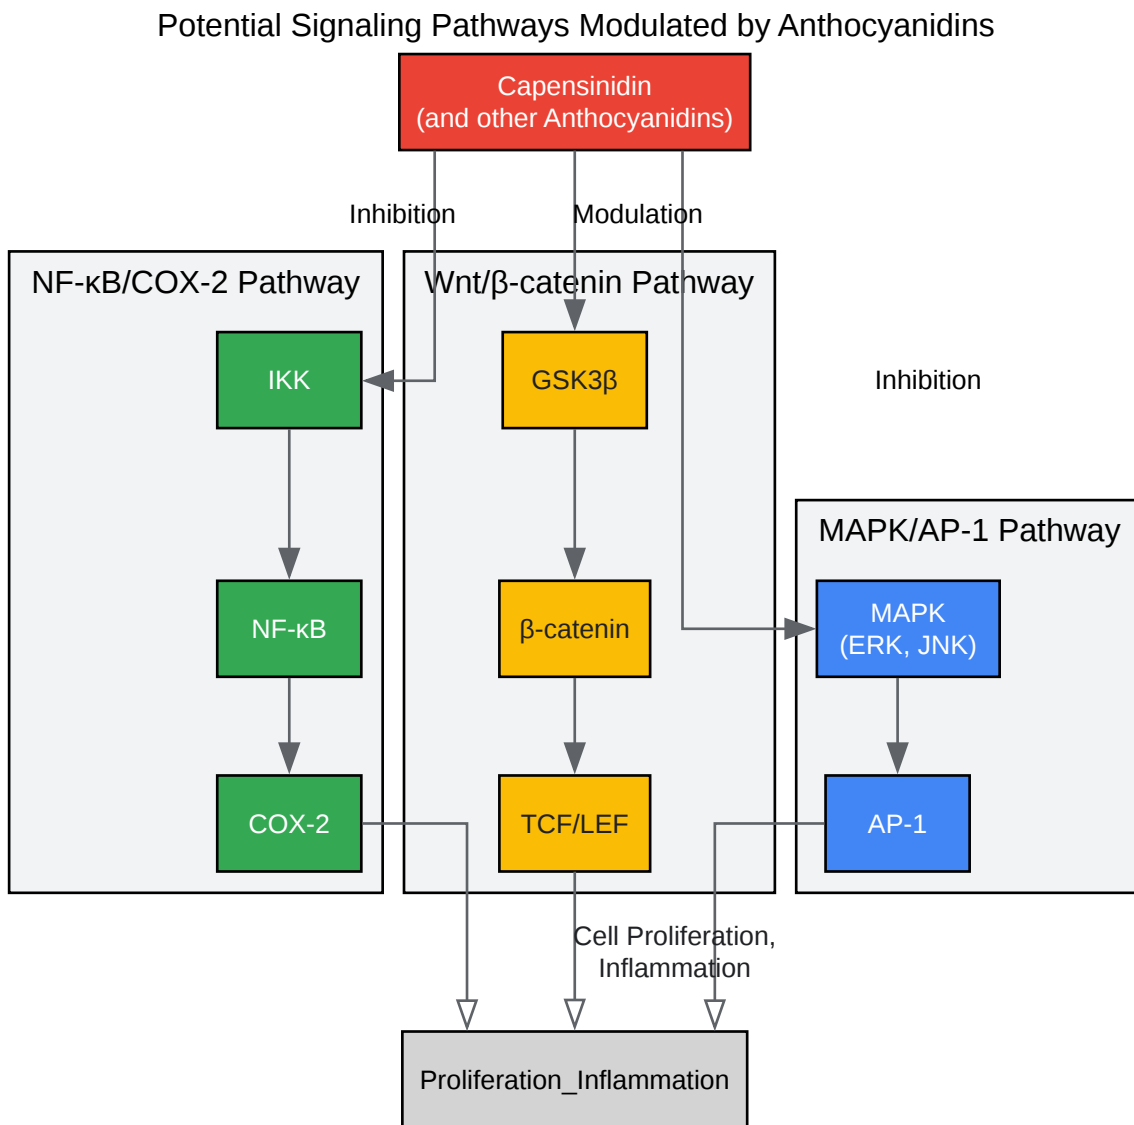 Potential Signaling Pathways Modulated by Anthocyanidins
Capensinidin
(and other Anthocyanidins)
Inhibition
Modulation
NF-κB/COX-2 Pathway
Wnt/β-catenin Pathway
IKK
GSK3β
Inhibition
MAPK/AP-1 Pathway
NF-κB
β-catenin
MAPK
(ERK, JNK)
COX-2
TCF/LEF
AP-1
Cell Proliferation,
Inflammation
Proliferation_Inflammation